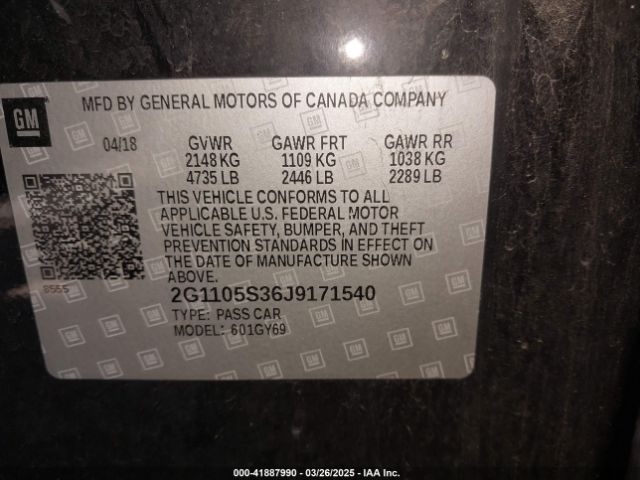 GM
MFD BY GENERAL MOTORS OF CANADA COMPANY
04/18 GVWR GAWR FRT GAWR RR
2148 KG 1109 KG 1038 KG
4735 LB 2446 LB 2289 LB
THIS VEHICLE CONFORMS TO ALL
APPLICABLE U.S. FEDERAL MOTOR
VEHICLE SAFETY, BUMPER, AND THEFT
PREVENTION STANDARDS IN EFFECT ON
THE DATE OF MANUFACTURE SHOWN
ABOVE.
8555
2G1105S36J9171540
TYPE: PASS CAR
MODEL: 601GY69
000-41887990 — 03/26/2025 — IAA Inc.